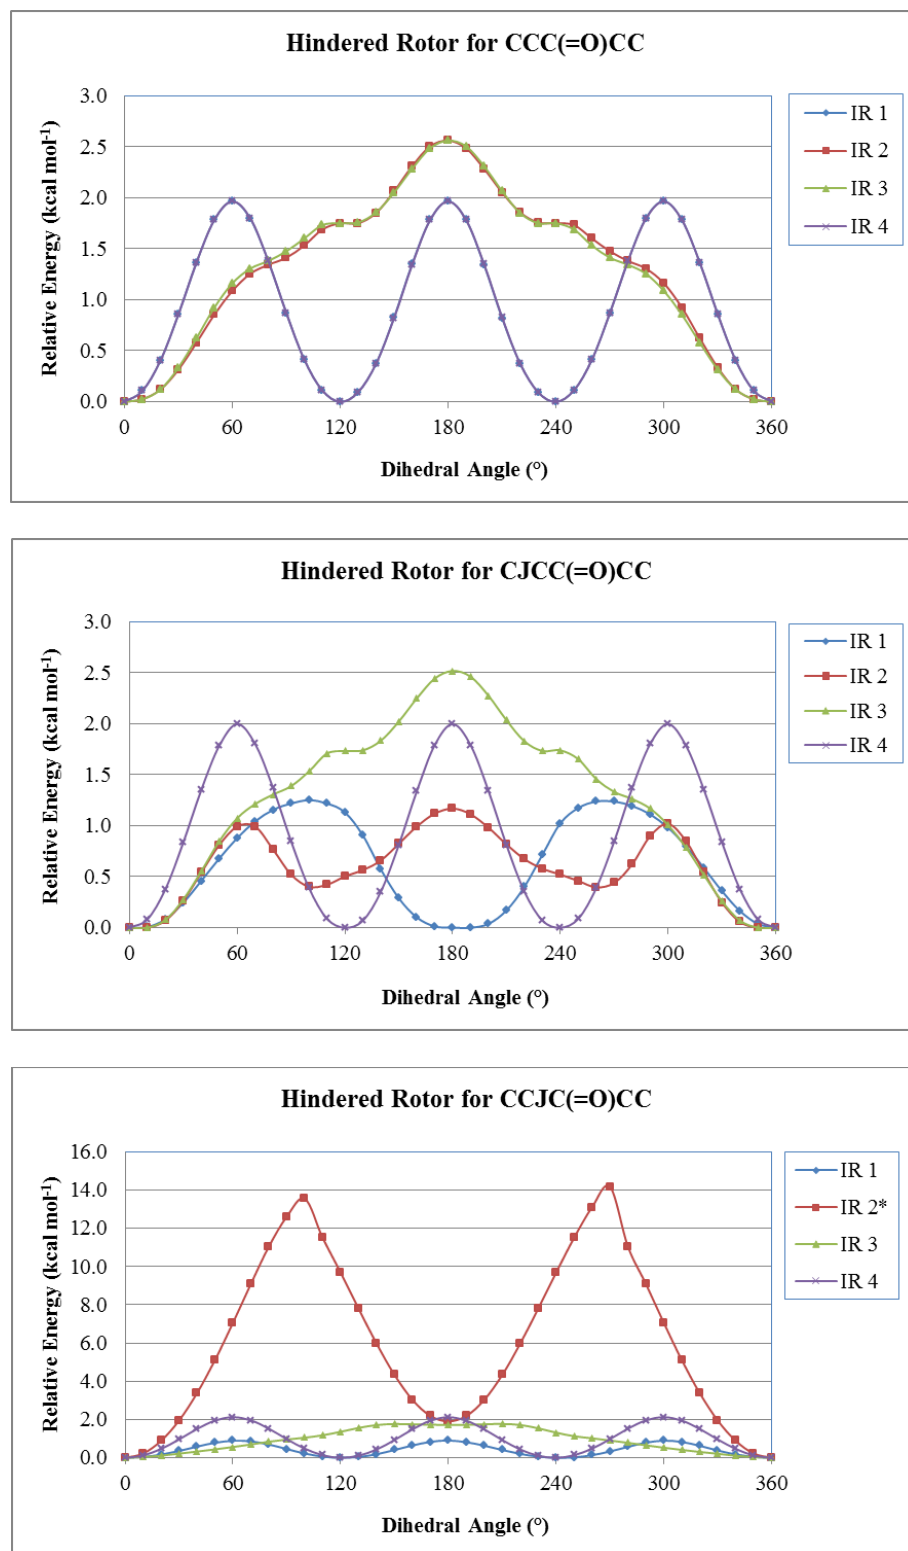 Hindered Rotor for CCC(=O)CC
Relative Energy (kcal mol⁻¹)
3.0
2.5
2.0
1.5
1.0
0.5
0.0
0 60 120 180 240 300 360
Dihedral Angle (°)
IR 1
IR 2
IR 3
IR 4
Hindered Rotor for CJCC(=O)CC
Relative Energy (kcal mol⁻¹)
3.0
2.5
2.0
1.5
1.0
0.5
0.0
0 60 120 180 240 300 360
Dihedral Angle (°)
IR 1
IR 2
IR 3
IR 4
Hindered Rotor for CCJC(=O)CC
Relative Energy (kcal mol⁻¹)
16.0
14.0
12.0
10.0
8.0
6.0
4.0
2.0
0.0
0 60 120 180 240 300 360
Dihedral Angle (°)
IR 1
IR 2*
IR 3
IR 4